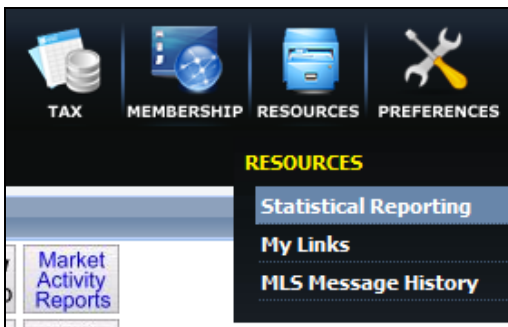 TAX MEMBERSHIP RESOURCES PREFERENCES
RESOURCES
Statistical Reporting
My Links
MLS Message History
Market
Activity
Reports